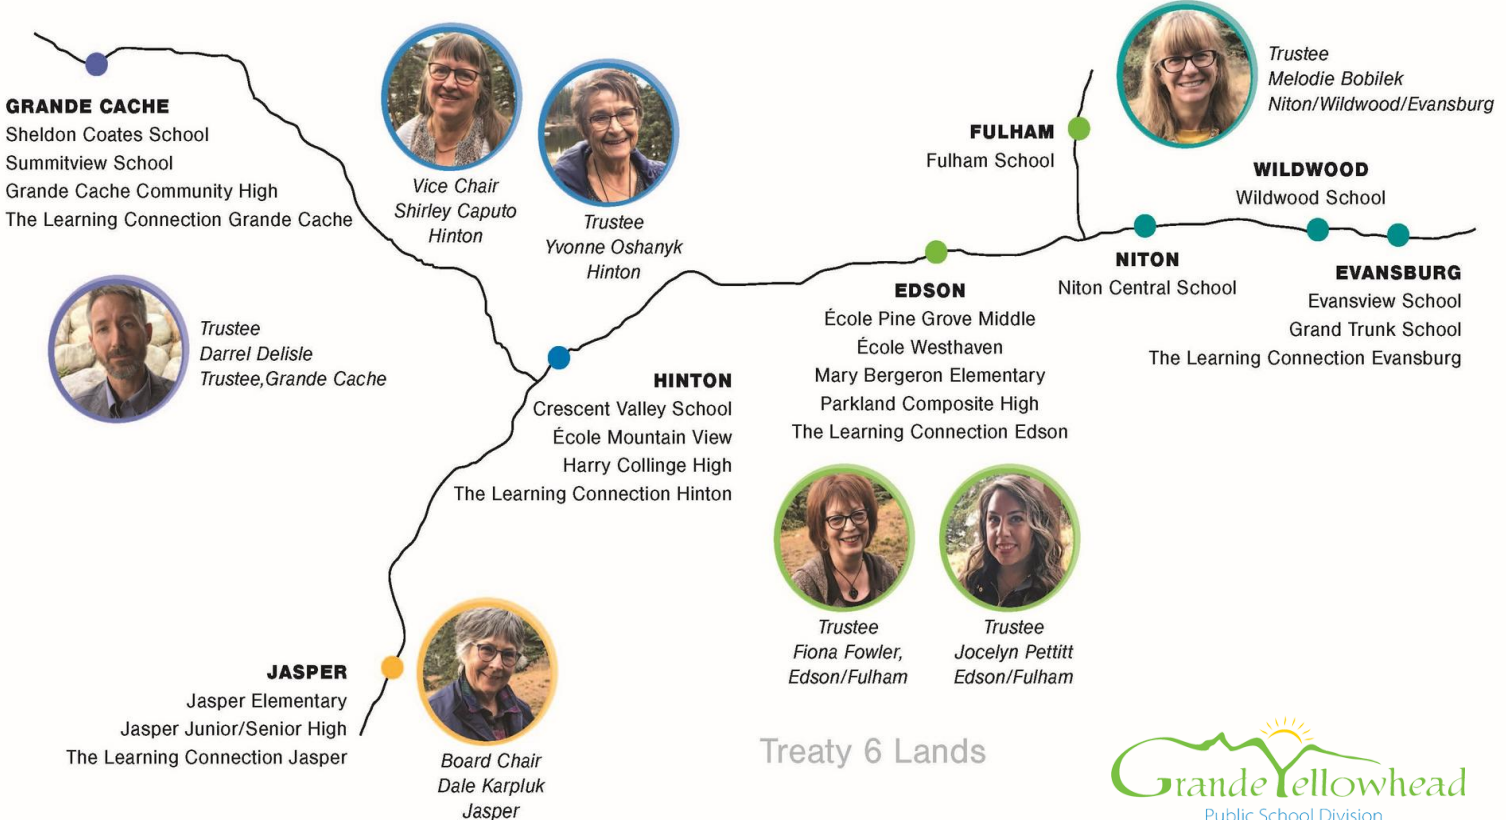 GRANDE CACHE
Sheldon Coates School
Summitview School
Grande Cache Community High
The Learning Connection Grande Cache
Vice Chair
Shirley Caputo
Hinton
Trustee
Yvonne Oshanyk
Hinton
Trustee
Melodie Bobilek
Niton/Wildwood/Evansburg
FULHAM
Fulham School
WILDWOOD
Wildwood School
NITON
Niton Central School
EVANSBURG
Evansview School
Grand Trunk School
The Learning Connection Evansburg
Trustee
Darrel Delisle
Trustee,Grande Cache
EDSON
École Pine Grove Middle
École Westhaven
Mary Bergeron Elementary
Parkland Composite High
The Learning Connection Edson
HINTON
Crescent Valley School
École Mountain View
Harry Collinge High
The Learning Connection Hinton
Trustee
Fiona Fowler,
Edson/Fulham
Trustee
Jocelyn Pettitt
Edson/Fulham
JASPER
Jasper Elementary
Jasper Junior/Senior High
The Learning Connection Jasper
Board Chair
Dale Karpluk
Jasper
Treaty 6 Lands
Grande Yellowhead
Public School Division